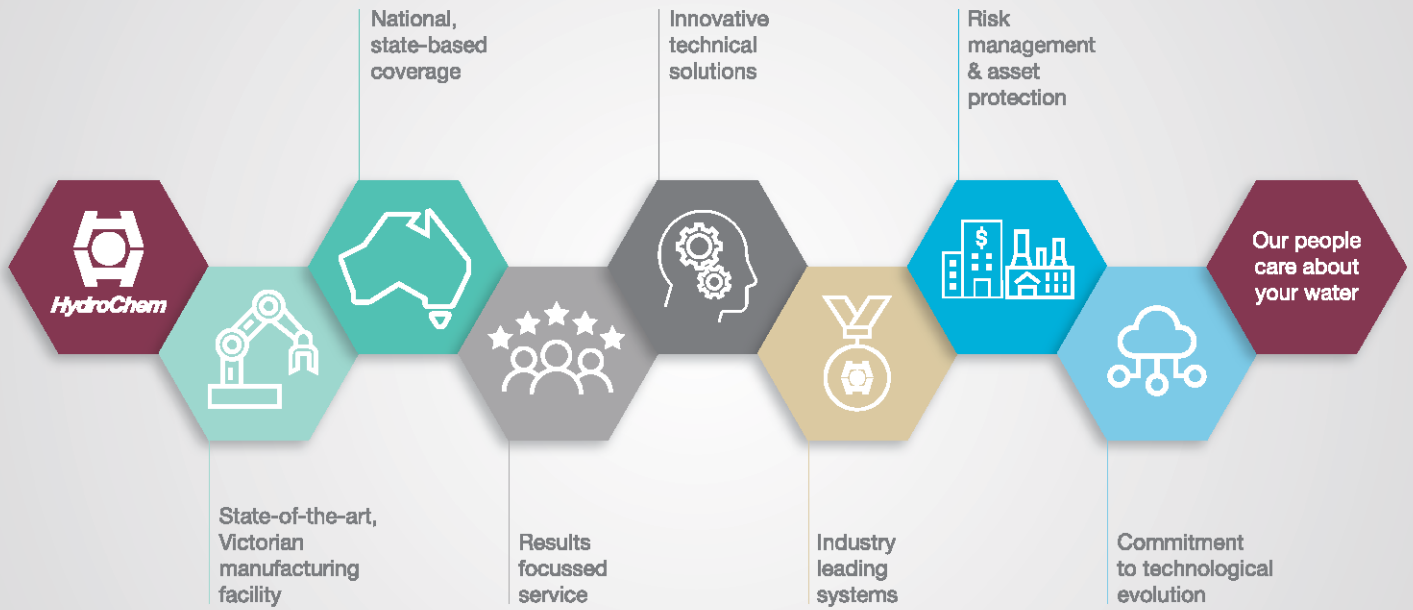 HydroChem
State-of-the-art,
Victorian
manufacturing
facility
National,
state-based
coverage
Results
focussed
service
Innovative
technical
solutions
Industry
leading
systems
Risk
management
& asset
protection
$
Commitment
to technological
evolution
Our people
care about
your water